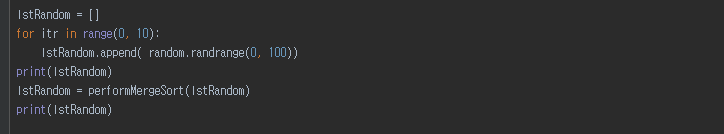 lstRandom = []
for itr in range(0, 10):
    lstRandom.append( random.randrange(0, 100))
print(lstRandom)
lstRandom = performMergeSort(lstRandom)
print(lstRandom)